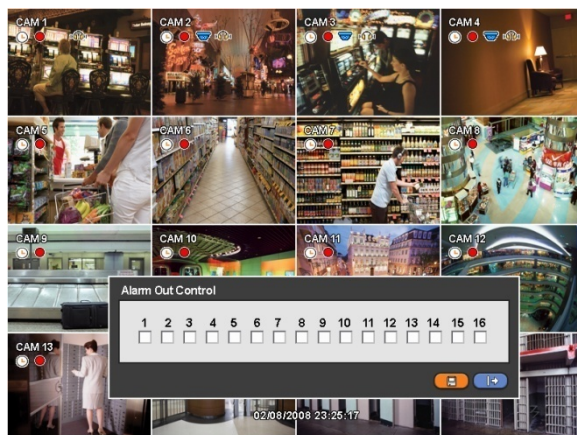 CAM 1
CAM 2
CAM 3
CAM 4
CAM 5
CAM 6
CAM 7
CAM 8
CAM 9
CAM 10
CAM 11
CAM 12
Alarm Out Control
1 2 3 4 5 6 7 8 9 10 11 12 13 14 15 16
CAM 13
02/08/2008 23:25:17